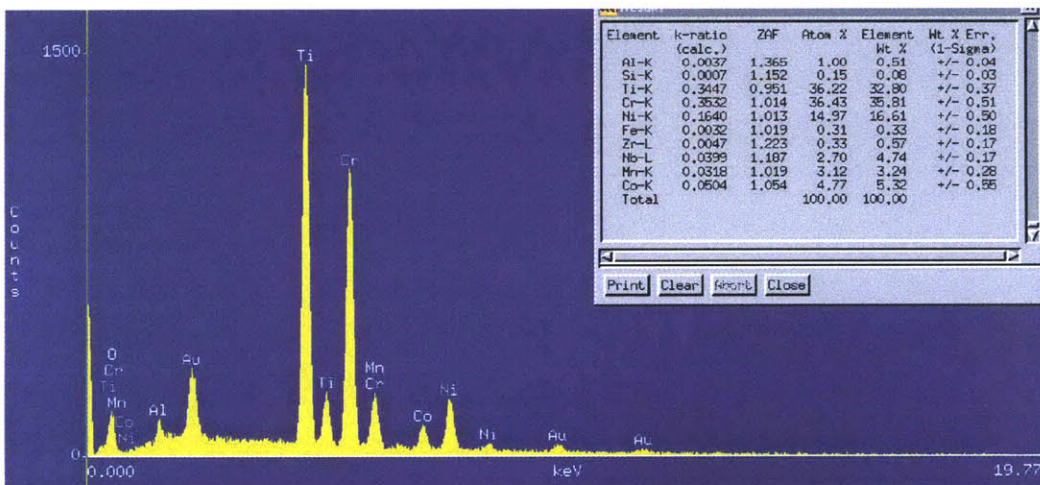 1500
Counts
0
0.000
keV
19.77
O
Cr
Ti
Mn
Co
Ni
Al
Au
Ti
Ti
Cr
Mn
Cr
Co
Ni
Ni
Au
Au
Element k-ratio ZAF Atom % Element Wt % Err.
(calc.) Wt % (1-Sigma)
Al-K 0.0037 1.365 1.00 0.51 +/- 0.04
Si-K 0.0007 1.152 0.15 0.08 +/- 0.03
Ti-K 0.3447 0.951 36.22 32.80 +/- 0.37
Cr-K 0.3532 1.014 36.43 35.81 +/- 0.51
Ni-K 0.1640 1.013 14.97 16.61 +/- 0.50
Fe-K 0.0032 1.019 0.31 0.33 +/- 0.18
Zr-L 0.0047 1.223 0.33 0.57 +/- 0.17
Nb-L 0.0399 1.187 2.70 4.74 +/- 0.17
Mn-K 0.0318 1.019 3.12 3.24 +/- 0.28
Co-K 0.0504 1.054 4.77 5.32 +/- 0.55
Total 100.00 100.00
Print Clear Abort Close